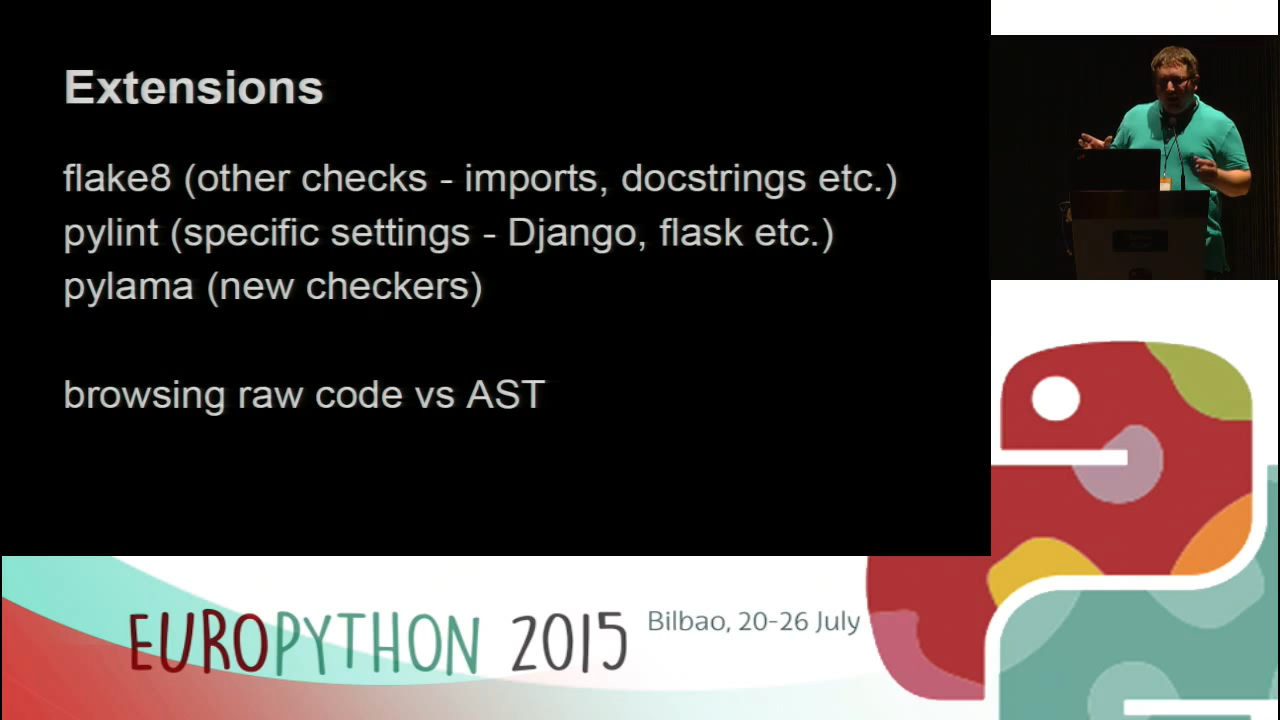 Extensions
flake8 (other checks - imports, docstrings etc.)
pylint (specific settings - Django, flask etc.)
pylama (new checkers)
browsing raw code vs AST
EUROPYTHON 2015
Bilbao, 20-26 July